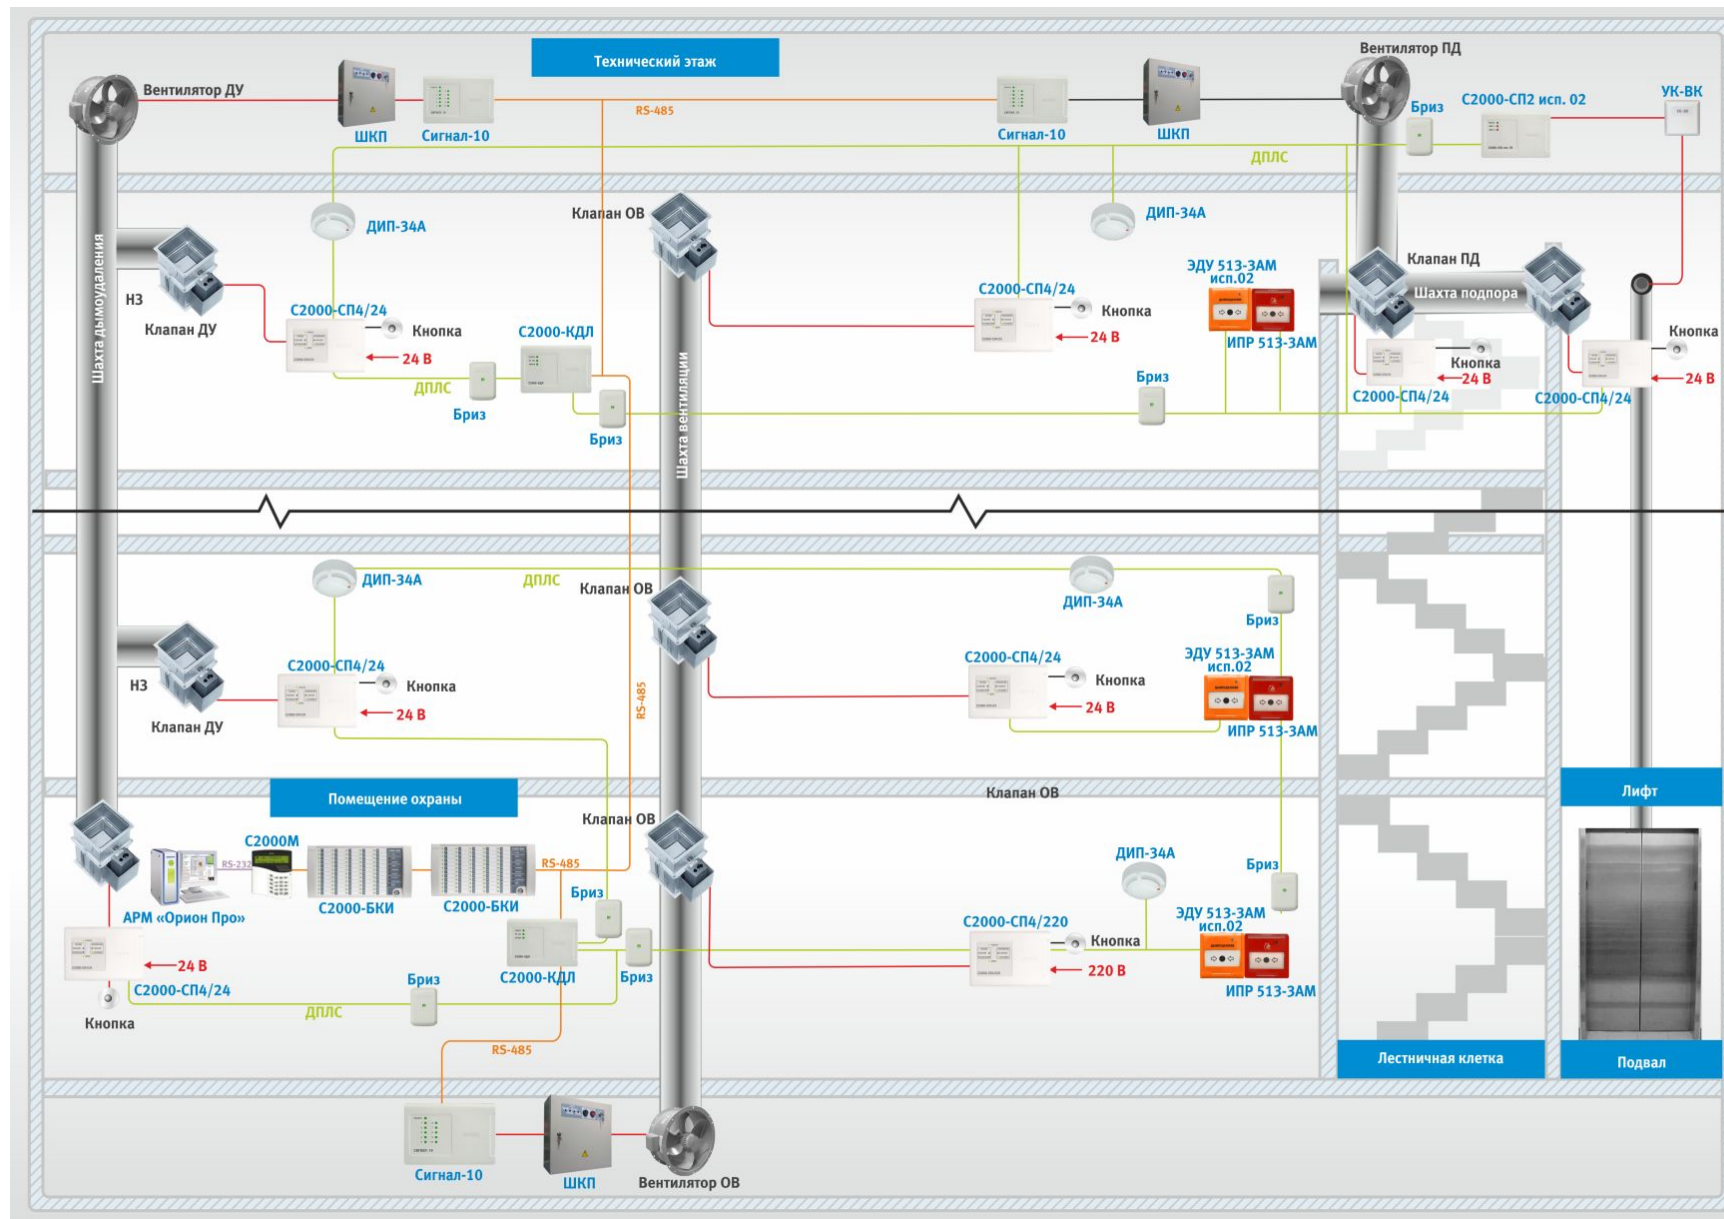 Технический этаж
Вентилятор ПД
Вентилятор ДУ
УК-ВК
С2000-СП2 исп. 02
Бриз
RS-485
ШКП
Сигнал-10
Сигнал-10
ШКП
ДПЛС
Клапан ОВ
ДИП-34А
ДИП-34А
Шахта дымоудаления
Клапан ПД
ЭДУ 513-3АМ
исп.02
С2000-СП4/24
Шахта подпора
НЗ
С2000-СП4/24
Кнопка
Клапан ДУ
Кнопка
С2000-КДЛ
Кнопка
24 В
ИПР 513-3АМ
24 В
Кнопка
Бриз
24 В
24 В
ДПЛС
С2000-СП4/24
С2000-СП4/24
Бриз
Бриз
Шахта вентиляции
ДИП-34А
ДПЛС
Клапан ОВ
ДИП-34А
Бриз
ЭДУ 513-3АМ
исп.02
С2000-СП4/24
С2000-СП4/24
Кнопка
НЗ
Кнопка
RS-485
24 В
24 В
Клапан ДУ
ИПР 513-3АМ
Помещение охраны
Клапан ОВ
Лифт
Клапан ОВ
С2000М
RS-232
RS-485
ДИП-34А
Бриз
Бриз
С2000-БКИ
С2000-БКИ
АРМ «Орион Про»
С2000-СП4/220
ЭДУ 513-3АМ
исп.02
Кнопка
24 В
С2000-КДЛ
Бриз
220 В
С2000-СП4/24
Бриз
ИПР 513-3АМ
ДПЛС
Кнопка
RS-485
Лестничная клетка
Подвал
Сигнал-10
ШКП
Вентилятор ОВ